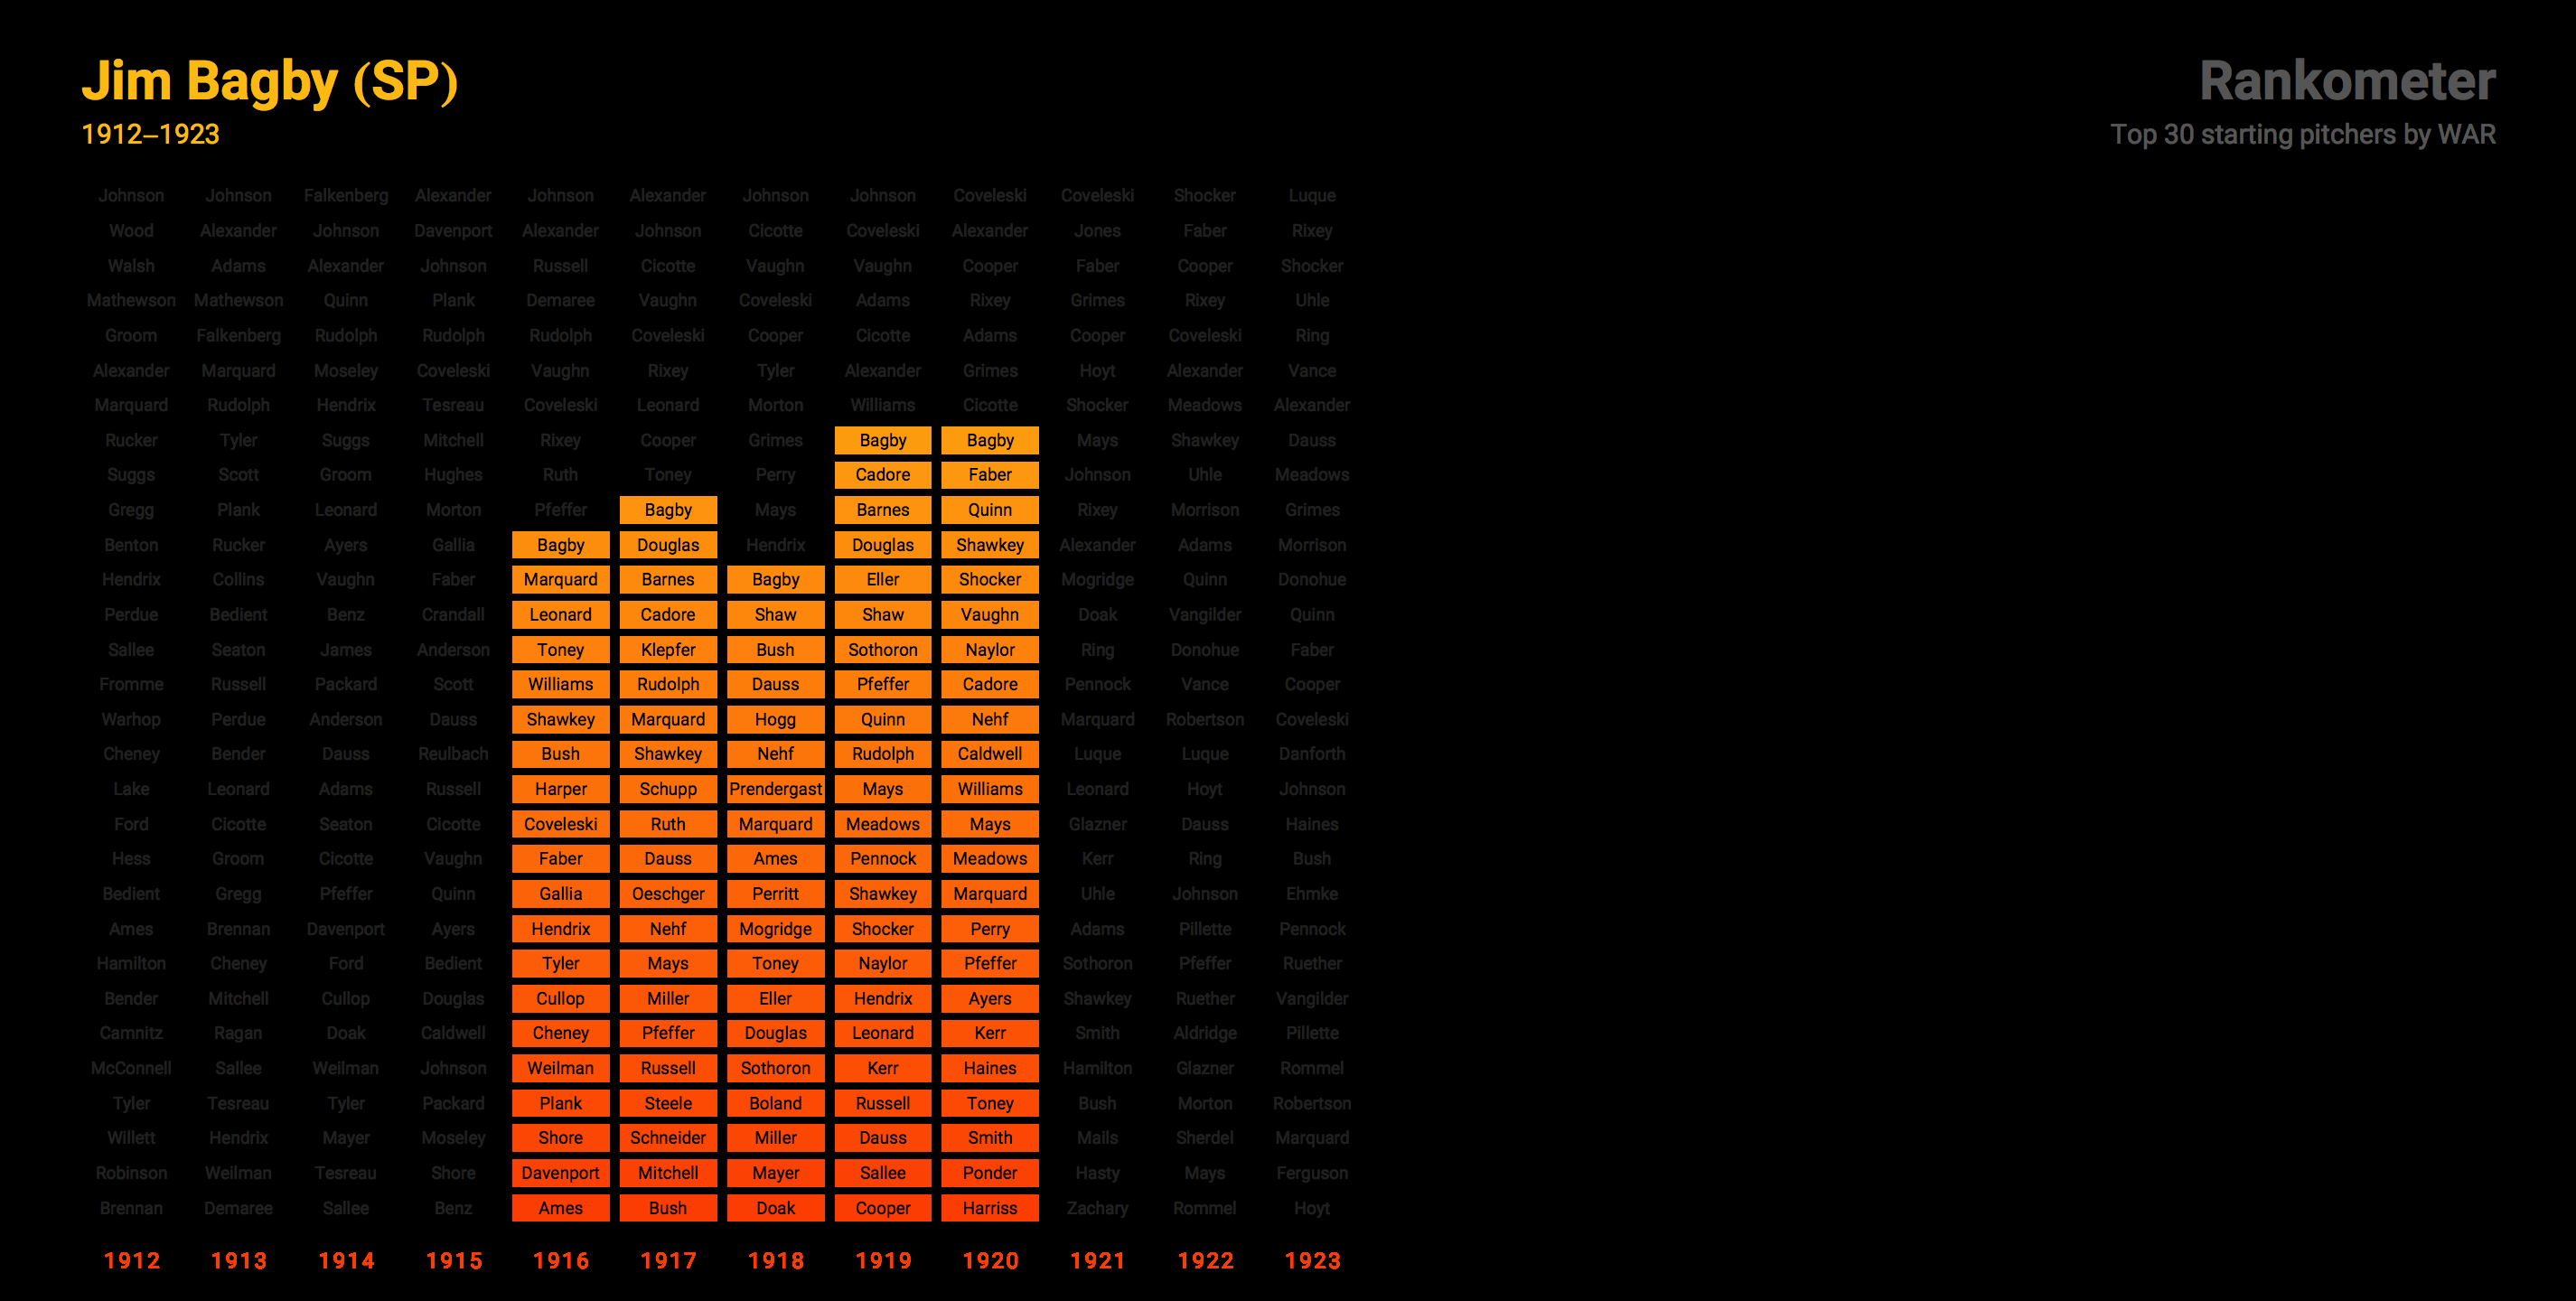 Jim Bagby (SP)
1912–1923
Rankometer
Top 30 starting pitchers by WAR
Johnson Johnson Falkenberg Alexander Johnson Alexander Johnson Johnson Coveleski Coveleski Shocker Luque
Wood Alexander Johnson Davenport Alexander Johnson Cicotte Coveleski Alexander Jones Faber Rixey
Walsh Adams Alexander Johnson Russell Cicotte Vaughn Vaughn Cooper Faber Cooper Shocker
Mathewson Mathewson Quinn Plank Demaree Vaughn Coveleski Adams Rixey Grimes Rixey Uhle
Groom Falkenberg Rudolph Rudolph Rudolph Coveleski Cooper Cicotte Adams Cooper Coveleski Ring
Alexander Marquard Moseley Coveleski Vaughn Rixey Tyler Alexander Grimes Hoyt Alexander Vance
Marquard Rudolph Hendrix Tesreau Coveleski Leonard Morton Williams Cicotte Shocker Meadows Alexander
Rucker Tyler Suggs Mitchell Rixey Cooper Grimes Bagby Bagby Mays Shawkey Dauss
Suggs Scott Groom Hughes Ruth Toney Perry Cadore Faber Johnson Uhle Meadows
Gregg Plank Leonard Morton Pfeffer Bagby Mays Barnes Quinn Rixey Morrison Grimes
Benton Rucker Ayers Gallia Bagby Douglas Hendrix Douglas Shawkey Alexander Adams Morrison
Hendrix Collins Vaughn Faber Marquard Barnes Bagby Eller Shocker Mogridge Quinn Donohue
Perdue Bedient Benz Crandall Leonard Cadore Shaw Shaw Vaughn Doak Vangilder Quinn
Sallee Seaton James Anderson Toney Klepfer Bush Sothoron Naylor Ring Donohue Faber
Fromme Russell Packard Scott Williams Rudolph Dauss Pfeffer Cadore Pennock Vance Cooper
Warhop Perdue Anderson Dauss Shawkey Marquard Hogg Quinn Nehf Marquard Robertson Coveleski
Cheney Bender Dauss Reulbach Bush Shawkey Nehf Rudolph Caldwell Luque Luque Danforth
Lake Leonard Adams Russell Harper Schupp Prendergast Mays Williams Leonard Hoyt Johnson
Ford Cicotte Seaton Cicotte Coveleski Ruth Marquard Meadows Mays Glazner Dauss Haines
Hess Groom Cicotte Vaughn Faber Dauss Ames Pennock Meadows Kerr Ring Bush
Bedient Gregg Pfeffer Quinn Gallia Oeschger Perritt Shawkey Marquard Uhle Johnson Ehmke
Ames Brennan Davenport Ayers Hendrix Nehf Mogridge Shocker Perry Adams Pillette Pennock
Hamilton Cheney Ford Bedient Tyler Mays Toney Naylor Pfeffer Sothoron Pfeffer Ruether
Bender Mitchell Cullop Douglas Cullop Miller Eller Hendrix Ayers Shawkey Ruether Vangilder
Camnitz Ragan Doak Caldwell Cheney Pfeffer Douglas Leonard Kerr Smith Aldridge Pillette
McConnell Sallee Weilman Johnson Weilman Russell Sothoron Kerr Haines Hamilton Glazner Rommel
Tyler Tesreau Tyler Packard Plank Steele Boland Russell Toney Bush Morton Robertson
Willett Hendrix Mayer Moseley Shore Schneider Miller Dauss Smith Mails Sherdel Marquard
Robinson Weilman Tesreau Shore Davenport Mitchell Mayer Sallee Ponder Hasty Mays Ferguson
Brennan Demaree Sallee Benz Ames Bush Doak Cooper Harriss Zachary Rommel Hoyt
1912 1913 1914 1915 1916 1917 1918 1919 1920 1921 1922 1923